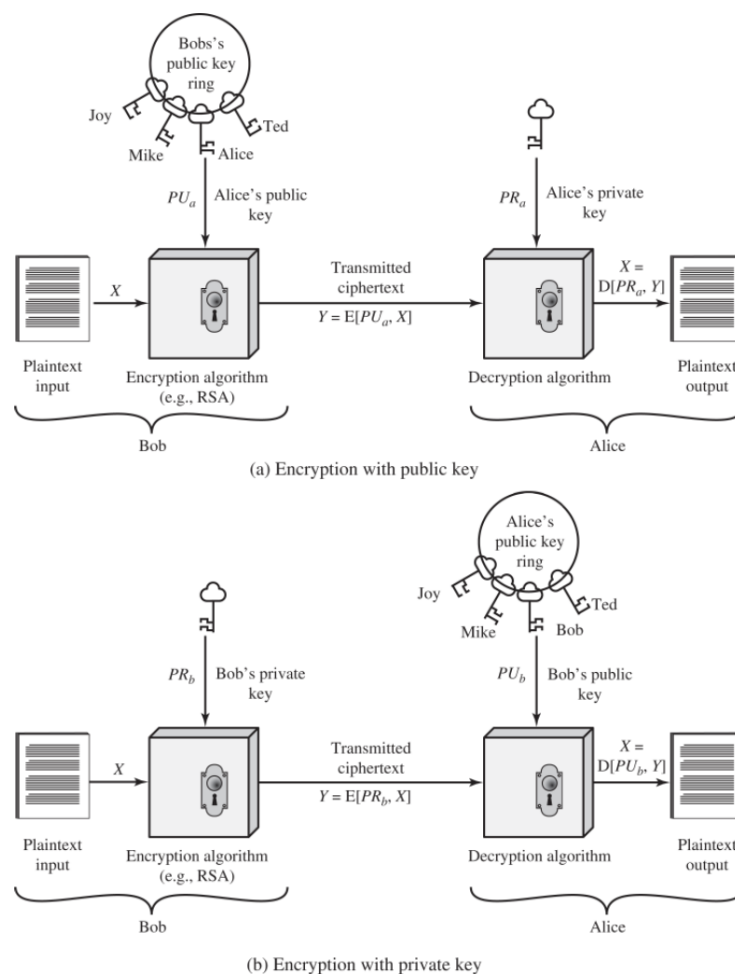 Bobs's
public key
ring
Joy
Ted
Mike
Alice
PUa
Alice's public
key
PRa
Alice's private
key
X
Transmitted
ciphertext
Y = E[PUa, X]
X =
D[PRa, Y]
Plaintext
input
Encryption algorithm
(e.g., RSA)
Decryption algorithm
Plaintext
output
Bob
Alice
(a) Encryption with public key
Alice's
public key
ring
Joy
Ted
Mike
Bob
PRb
Bob's private
key
PUb
Bob's public
key
X
Transmitted
ciphertext
Y = E[PRb, X]
X =
D[PUb, Y]
Plaintext
input
Encryption algorithm
(e.g., RSA)
Decryption algorithm
Plaintext
output
Bob
Alice
(b) Encryption with private key